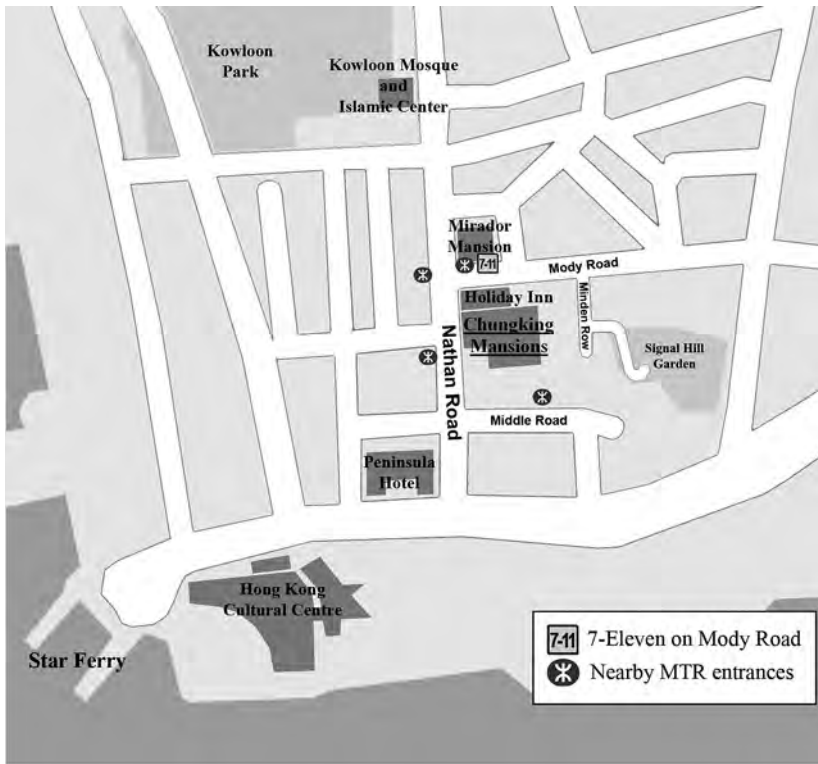 Kowloon
Park
Kowloon Mosque
and
Islamic Center
Mirador
Mansion
7-11
Mody Road
Holiday Inn
Minden Row
Chungking
Mansions
Nathan Road
Signal Hill
Garden
Middle Road
Peninsula
Hotel
Hong Kong
Cultural Centre
Star Ferry
7-11 7-Eleven on Mody Road
Nearby MTR entrances